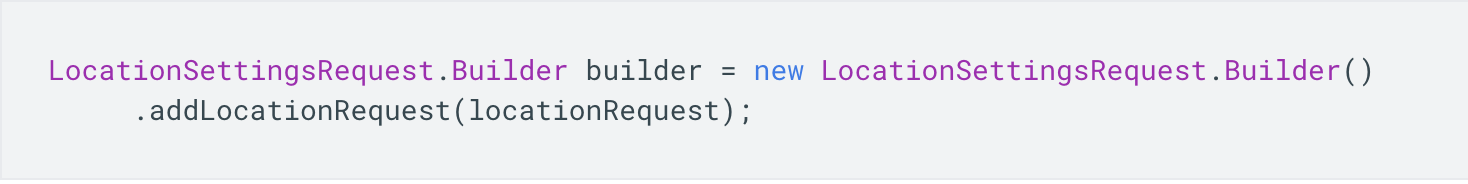 LocationSettingsRequest.Builder builder = new LocationSettingsRequest.Builder()
.addLocationRequest(locationRequest);